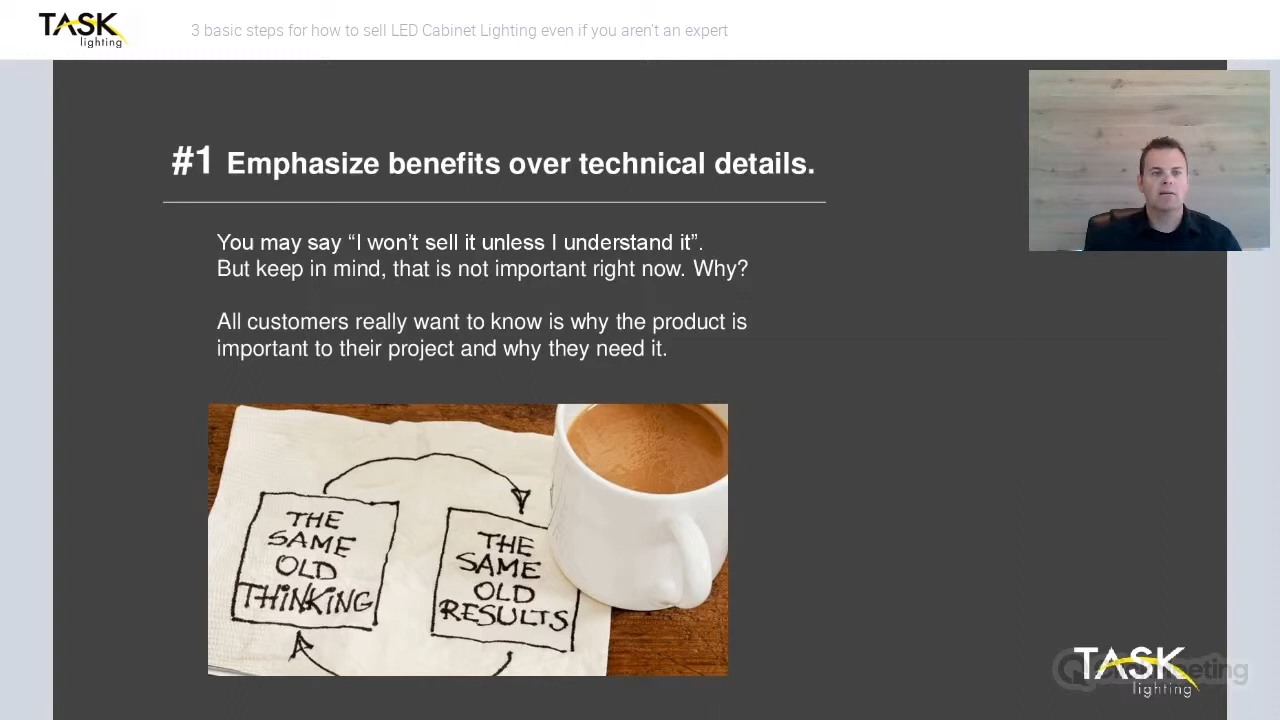 TASK
lighting
3 basic steps for how to sell LED Cabinet Lighting even if you aren't an expert
#1 Emphasize benefits over technical details.
You may say “I won’t sell it unless I understand it”.
But keep in mind, that is not important right now. Why?
All customers really want to know is why the product is
important to their project and why they need it.
THE
SAME
OLD
THINKING
THE
SAME
OLD
RESULTS
TASK
lighting